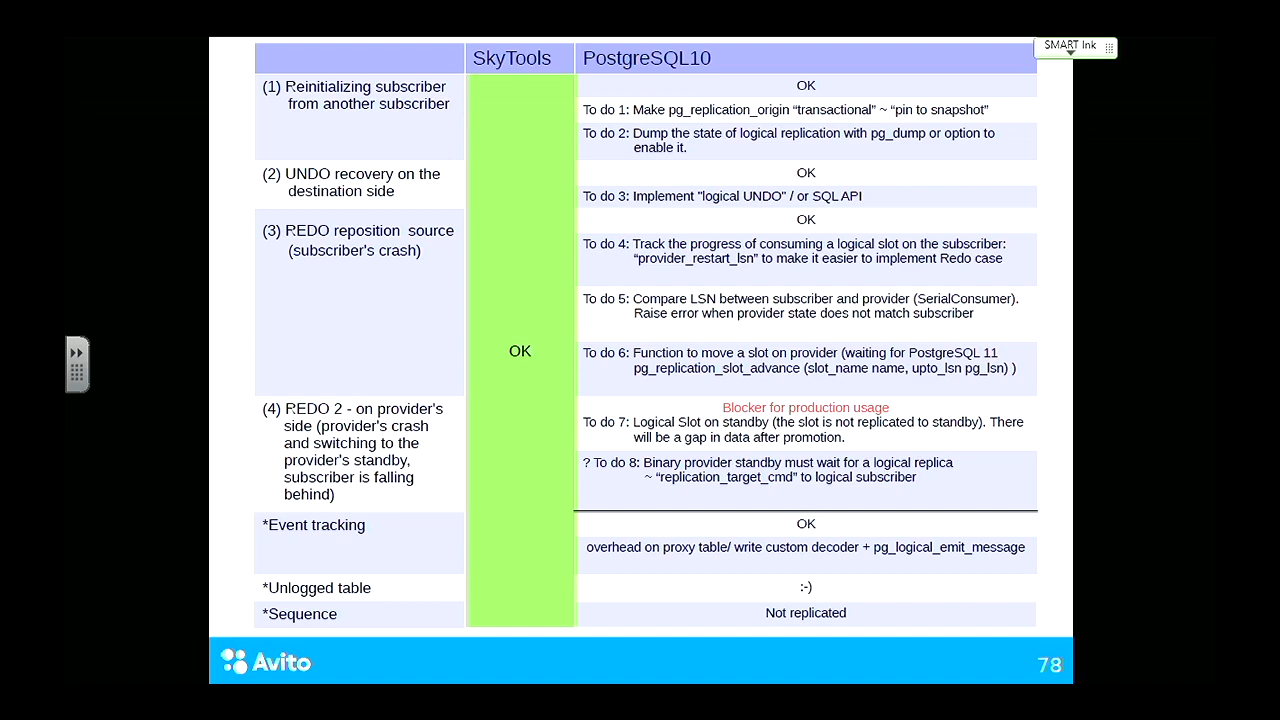 SMART Ink
SkyTools
PostgreSQL10
(1) Reinitializing subscriber
from another subscriber
OK
To do 1: Make pg_replication_origin “transactional” ~ “pin to snapshot”
To do 2: Dump the state of logical replication with pg_dump or option to
enable it.
(2) UNDO recovery on the
destination side
OK
To do 3: Implement "logical UNDO" / or SQL API
(3) REDO reposition source
(subscriber's crash)
OK
To do 4: Track the progress of consuming a logical slot on the subscriber:
“provider_restart_lsn” to make it easier to implement Redo case
To do 5: Compare LSN between subscriber and provider (SerialConsumer).
Raise error when provider state does not match subscriber
OK
To do 6: Function to move a slot on provider (waiting for PostgreSQL 11
pg_replication_slot_advance (slot_name name, upto_lsn pg_lsn) )
(4) REDO 2 - on provider's
side (provider's crash
and switching to the
provider's standby,
subscriber is falling
behind)
Blocker for production usage
To do 7: Logical Slot on standby (the slot is not replicated to standby). There
will be a gap in data after promotion.
? To do 8: Binary provider standby must wait for a logical replica
~ “replication_target_cmd” to logical subscriber
*Event tracking
OK
overhead on proxy table/ write custom decoder + pg_logical_emit_message
*Unlogged table
:-)
*Sequence
Not replicated
Avito
78